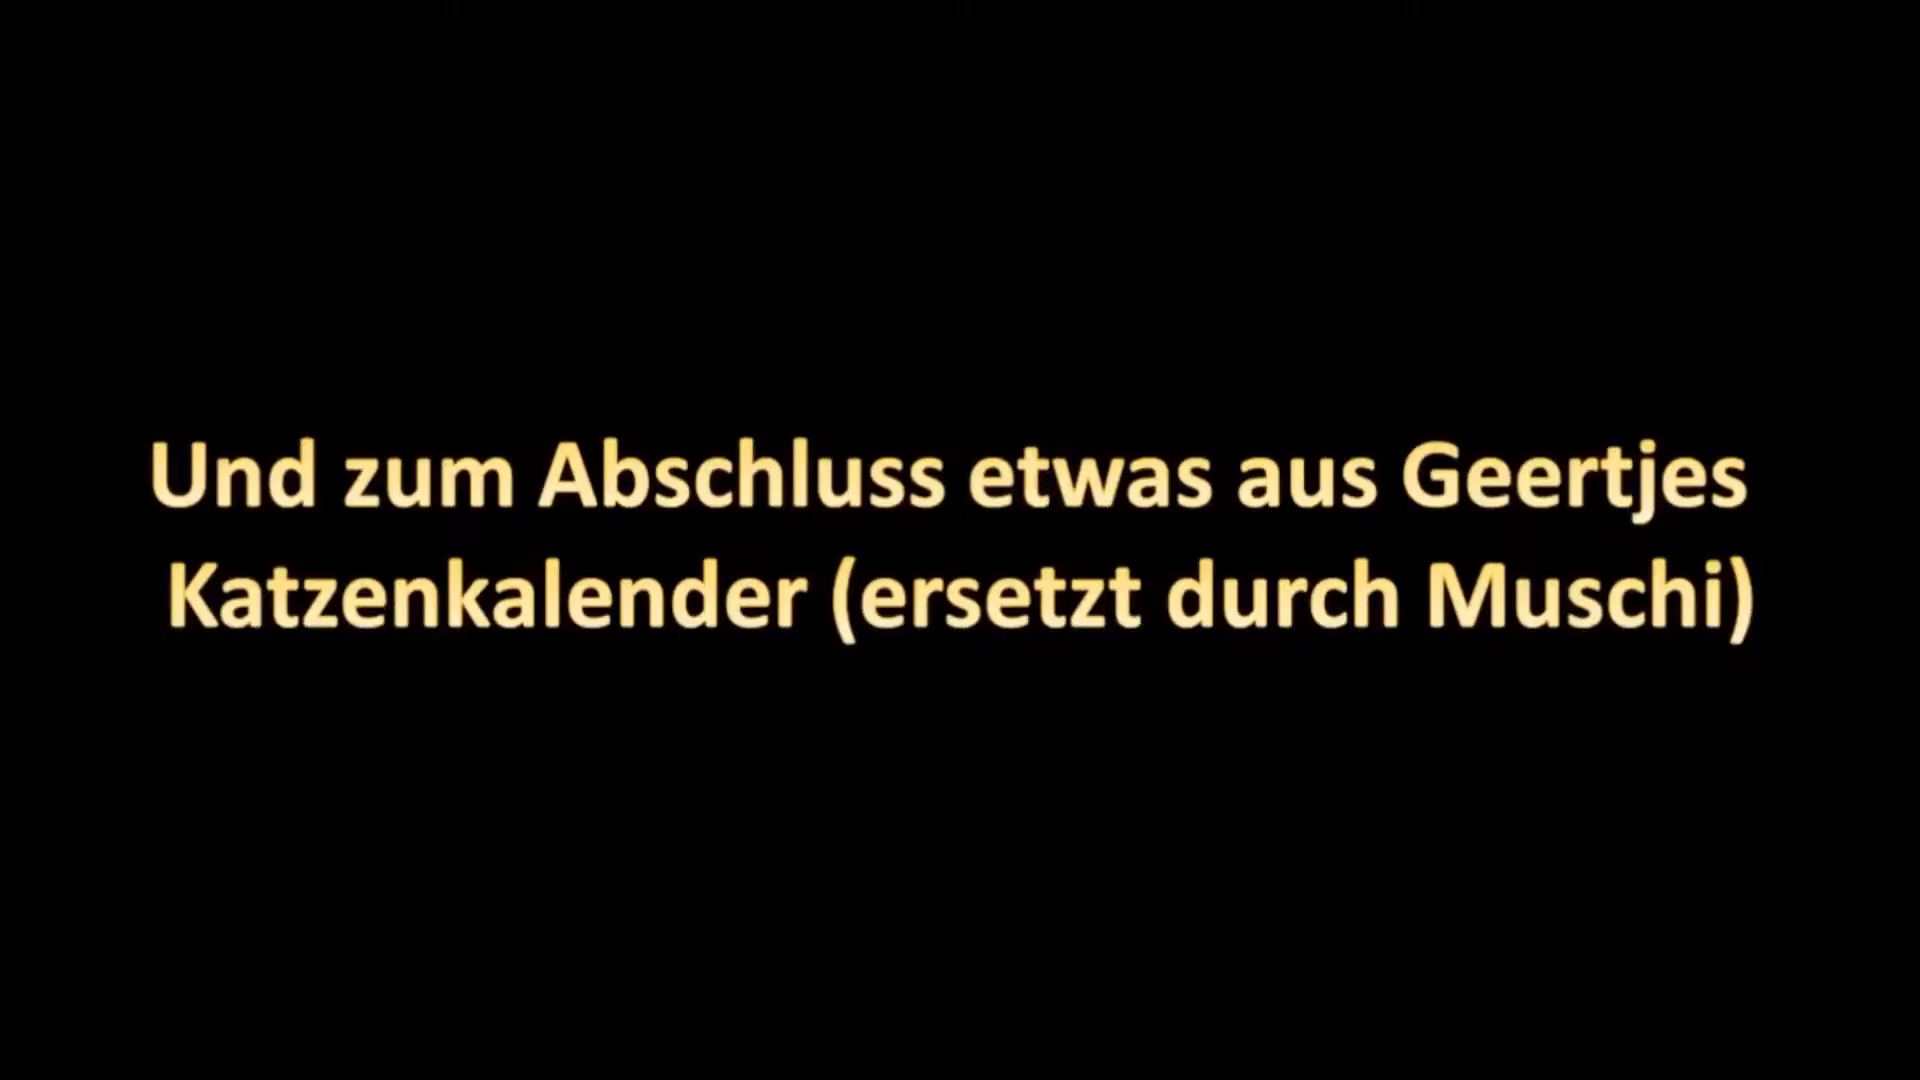 Und zum Abschluss etwas aus Geertjes
Katzenkalender (ersetzt durch Muschi)